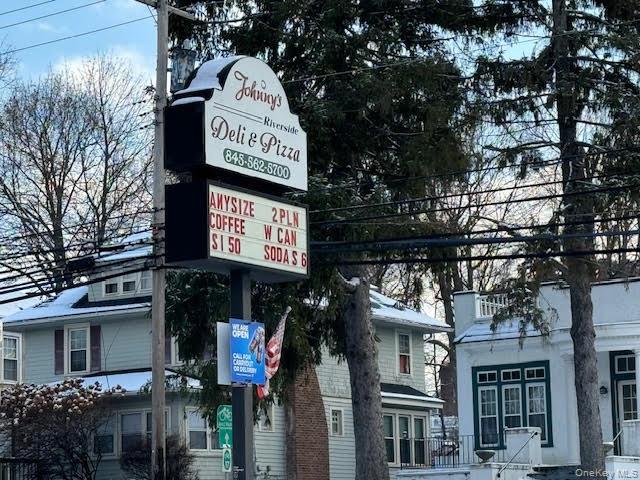 Johnny's
Riverside
Deli & Pizza
845-562-5700
ANYSIZE 2 PLN
COFFEE W CAN
$1 50 SODA $ 6
WE ARE
OPEN
CALL FOR
CARRYOUT
OR DELIVERY
OneKey MLS